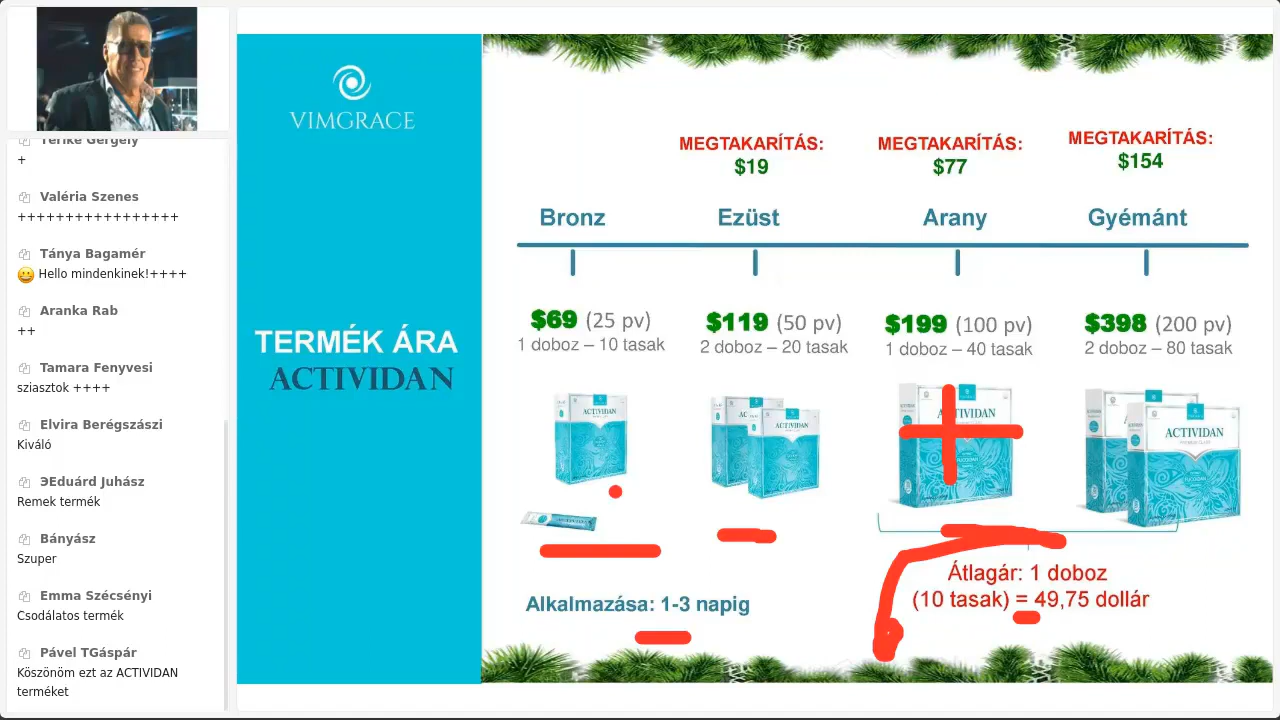 Terike Gergely
+
Valéria Szenes
+++++++++++++++++
Tánya Bagamér
Hello mindenkinek!++++
Aranka Rab
++
Tamara Fenyvesi
sziasztok ++++
Elvira Berégszászi
Kiváló
ЭEduárd Juhász
Remek termék
Bányász
Szuper
Emma Szécsényi
Csodálatos termék
Pável TGáspár
Köszönöm ezt az ACTIVIDAN
terméket
VIMGRACE
TERMÉK ÁRA
ACTIVIDAN
MEGTAKARÍTÁS:
$19
MEGTAKARÍTÁS:
$77
MEGTAKARÍTÁS:
$154
Bronz
Ezüst
Arany
Gyémánt
$69 (25 pv)
1 doboz – 10 tasak
$119 (50 pv)
2 doboz – 20 tasak
$199 (100 pv)
1 doboz – 40 tasak
$398 (200 pv)
2 doboz – 80 tasak
ACTIVIDAN
ACTIVIDAN
ACTIVIDAN
ACTIVIDAN
ACTIVIDAN
Alkalmazása: 1-3 napig
Átlagár: 1 doboz
(10 tasak) = 49,75 dollár